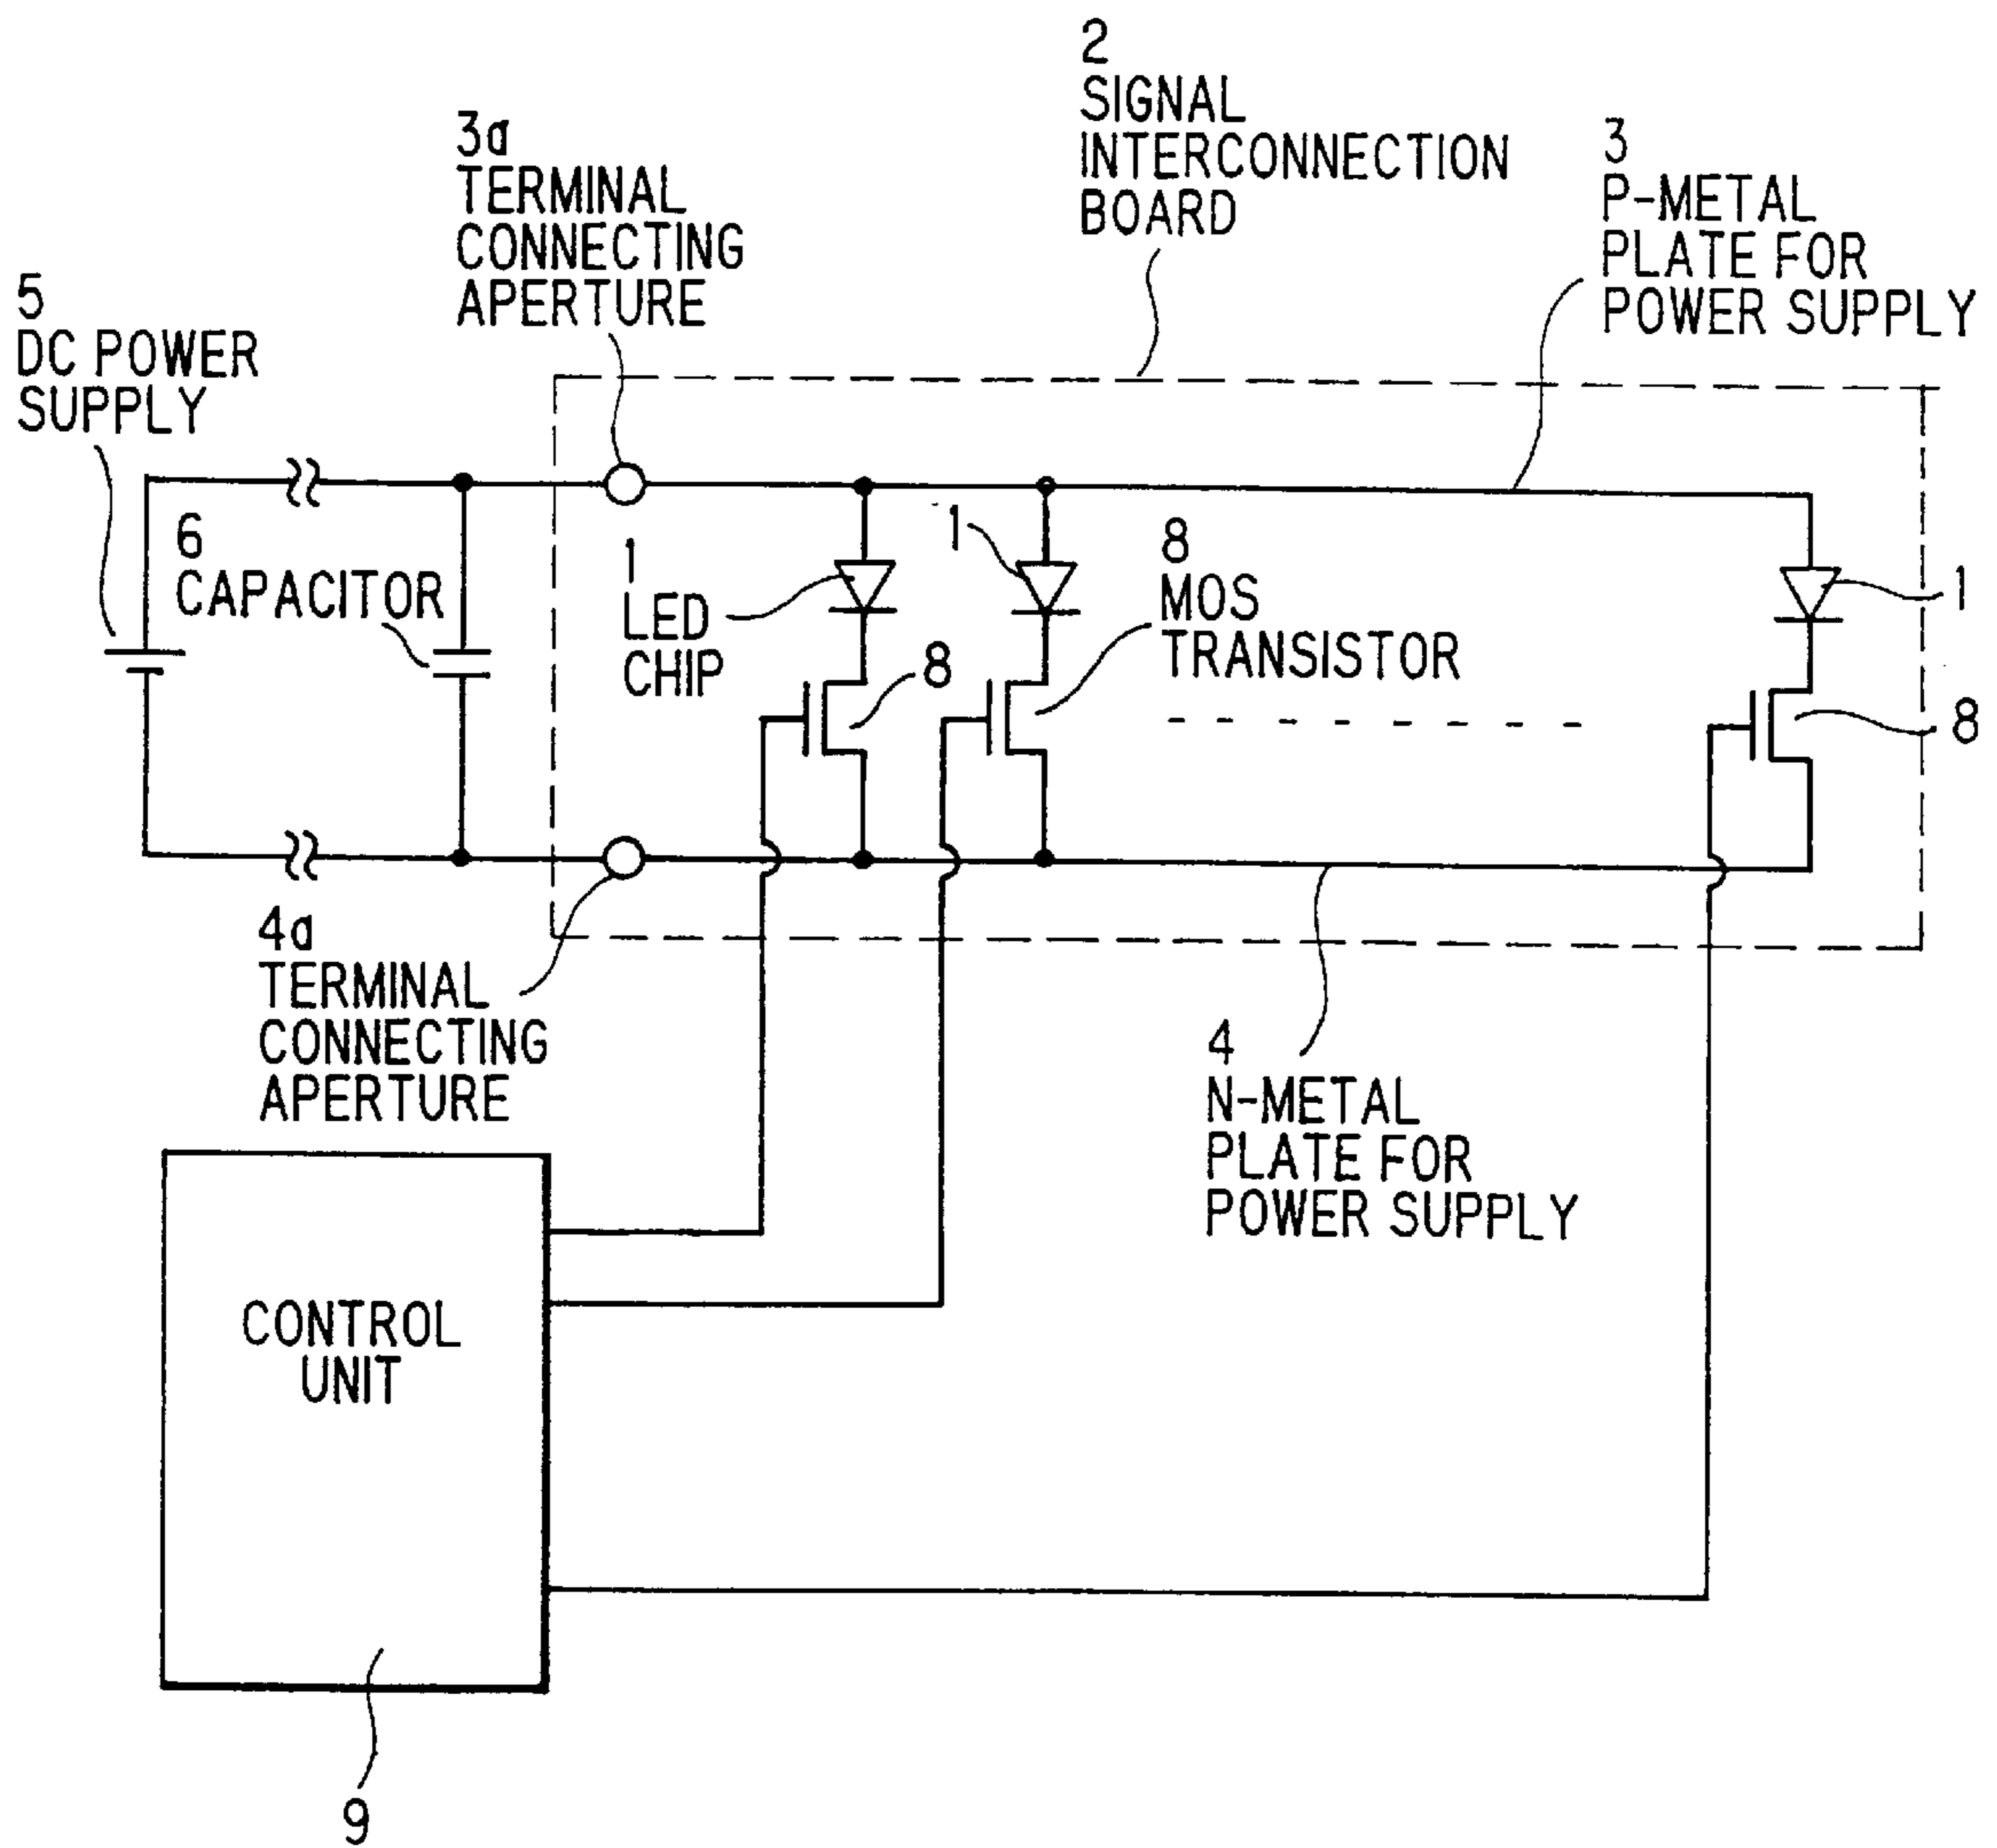 2
SIGNAL
INTERCONNECTION
BOARD
3a
TERMINAL
CONNECTING
APERTURE
3
P-METAL
PLATE FOR
POWER SUPPLY
5
DC POWER
SUPPLY
6
CAPACITOR
1
LED
CHIP
1
8
MOS
TRANSISTOR
1
8
8
4a
TERMINAL
CONNECTING
APERTURE
4
N-METAL
PLATE FOR
POWER SUPPLY
CONTROL
UNIT
9